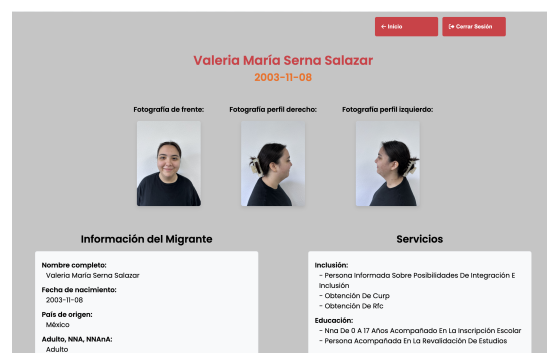 Inicio
Cerrar Sesión
Valeria María Serna Salazar
2003-11-08
Fotografía de frente:
Fotografía perfil derecho:
Fotografía perfil izquierdo:
Información del Migrante
Nombre completo:
Valeria María Serna Salazar
Fecha de nacimiento:
2003-11-08
País de origen:
México
Adulto, NNA, NNAnA:
Adulto
Servicios
Inclusión:
- Persona Informada Sobre Posibilidades De Integración E
Inclusión
- Obtención De Curp
- Obtención De Rfc
Educación:
- Nna De 0 A 17 Años Acompañado En La Inscripción Escolar
- Persona Acompañada En La Revalidación De Estudios